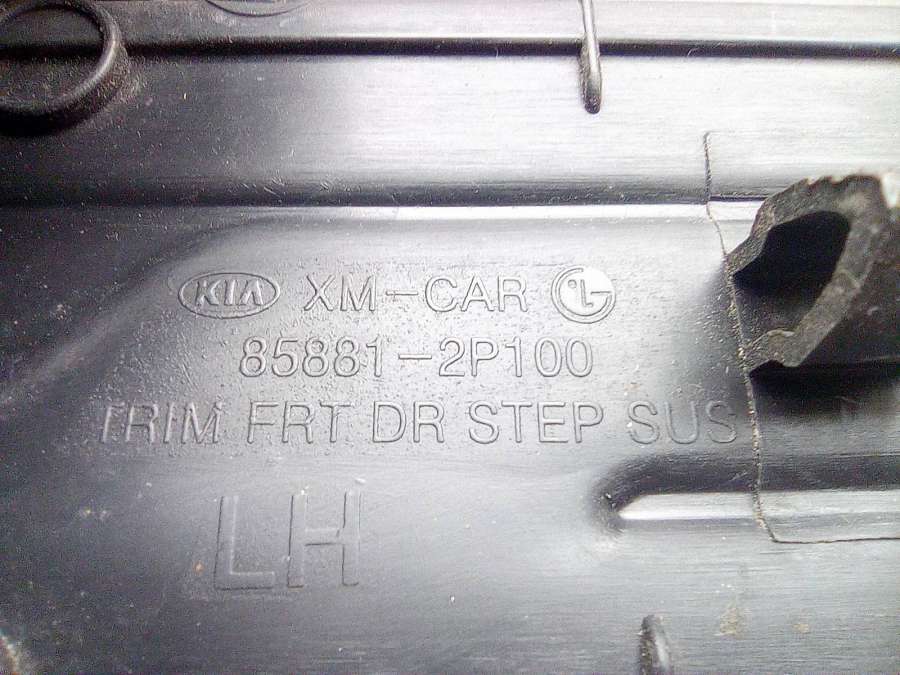 KIA XM-CAR LG
85881-2P100
TRIM FRT DR STEP SUS
LH